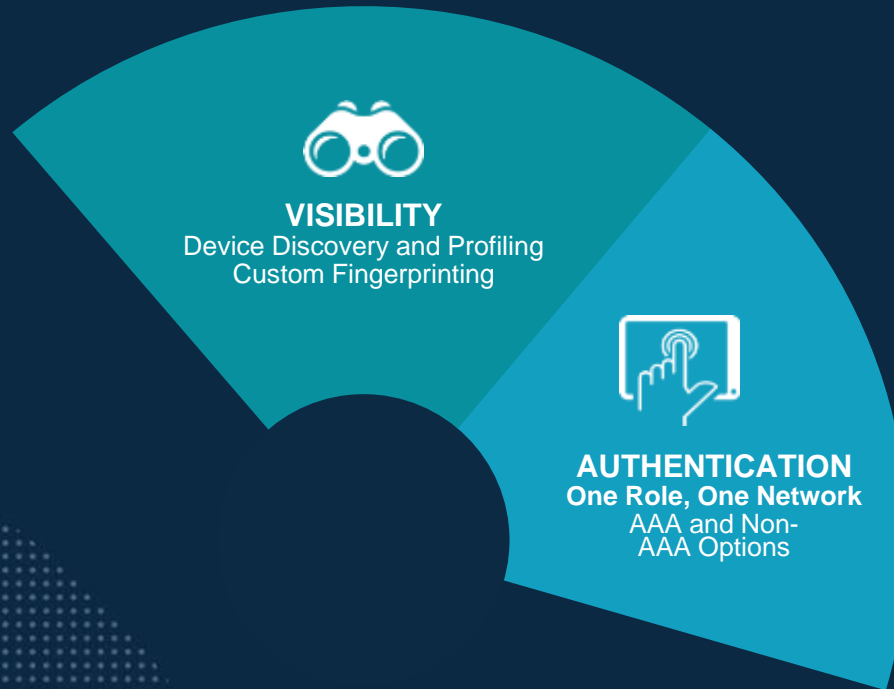 VISIBILITY
Device Discovery and Profiling
Custom Fingerprinting
AUTHENTICATION
One Role, One Network
AAA and Non-
AAA Options